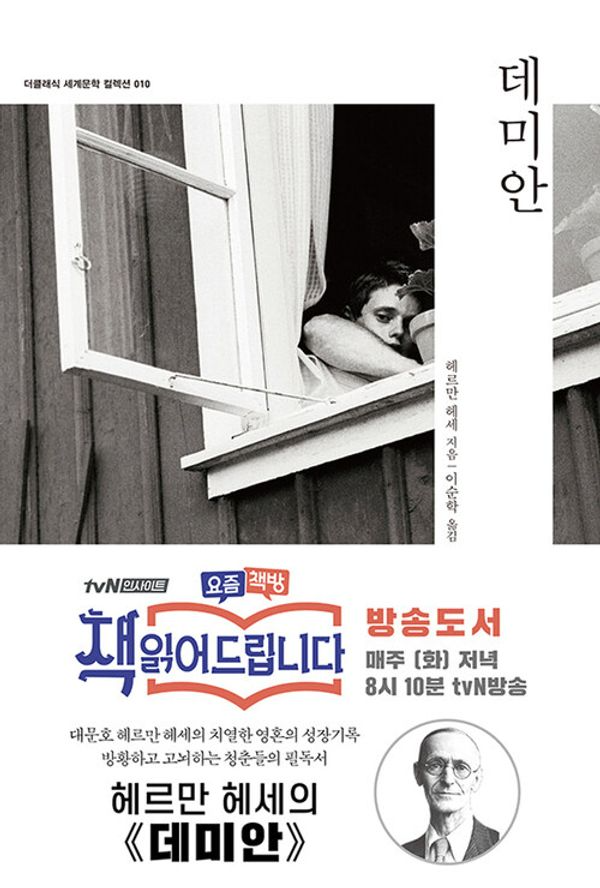 더클래식 세계문학 컬렉션 010
데미안
헤르만 헤세 지음 | 이순학 옮김
tvN 인사이트
요즘책방
책 읽어드립니다
방송도서
매주 (화) 저녁
8시 10분 tvN방송
대문호 헤르만 헤세의 치열한 영혼의 성장기록
방황하고 고뇌하는 청춘들의 필독서
헤르만 헤세의
《데미안》